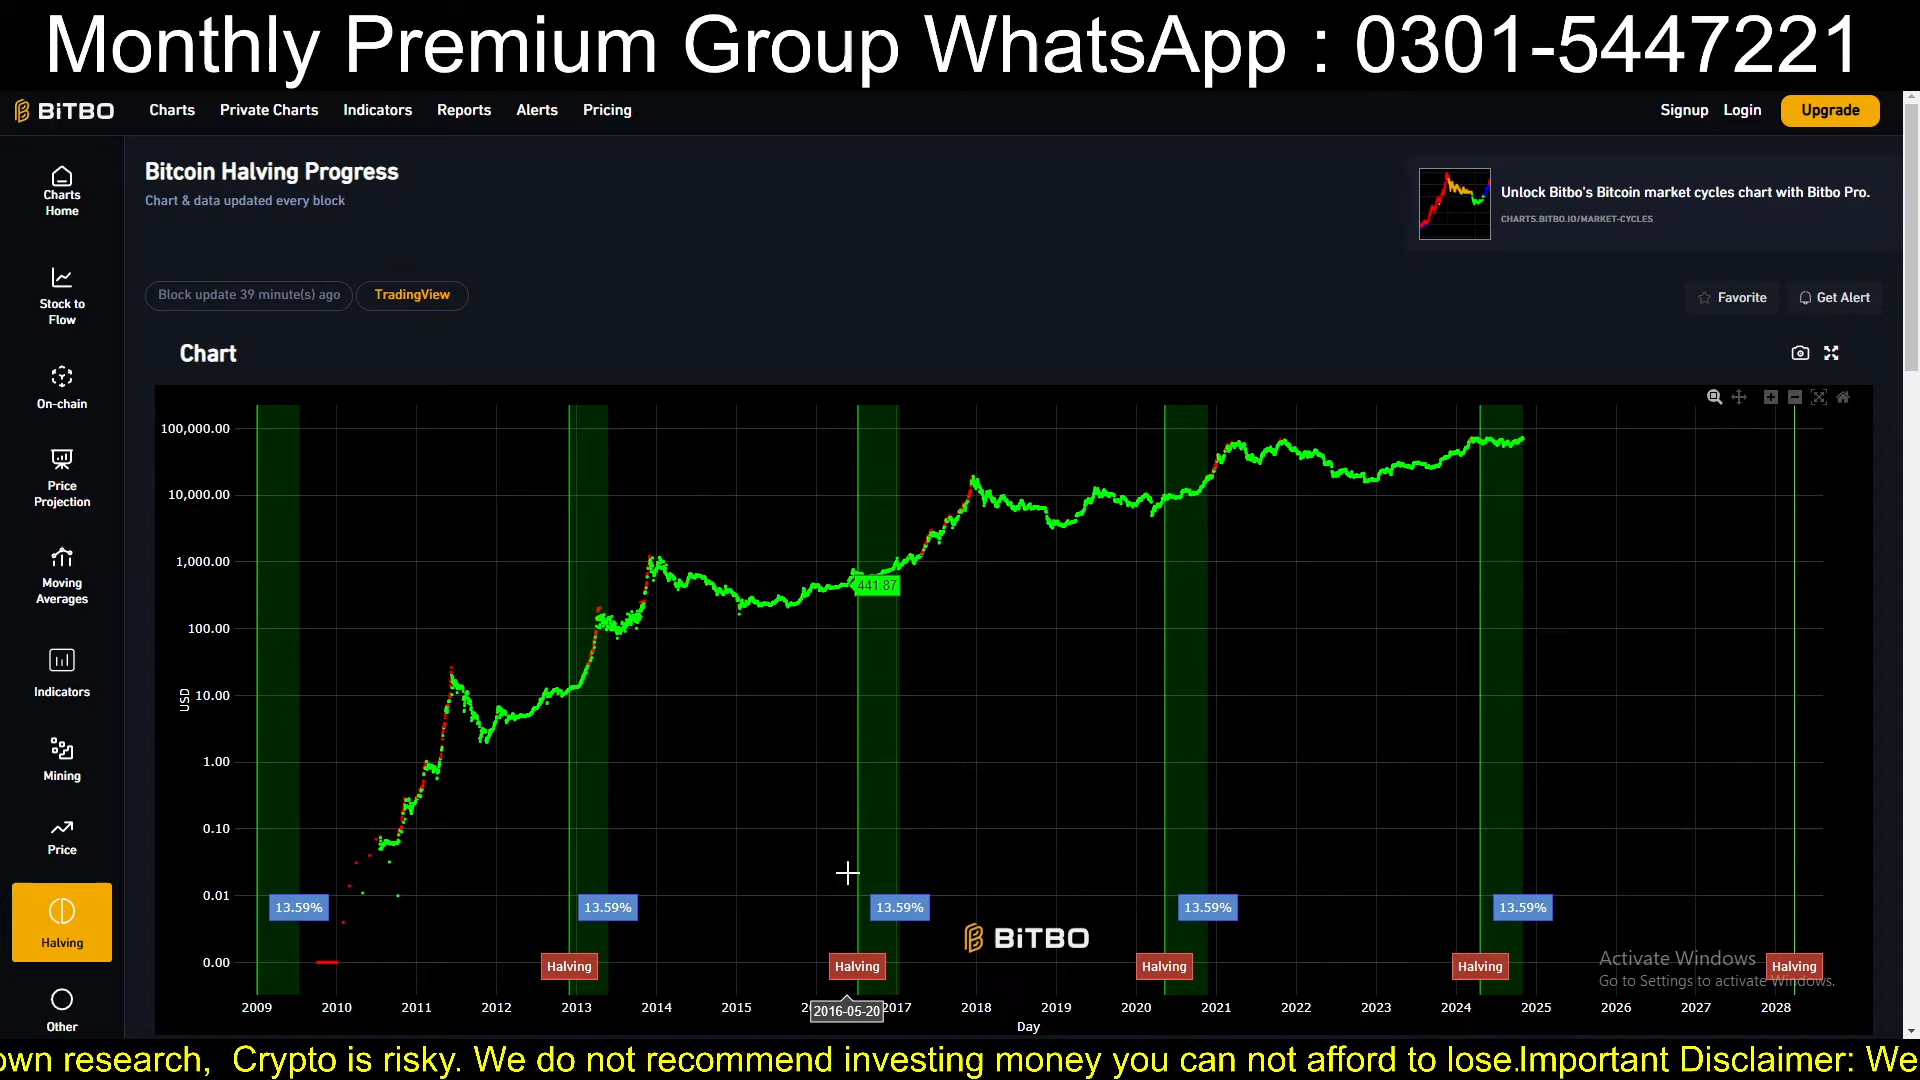 Monthly Premium Group WhatsApp : 0301-5447221
BiTBO Charts Private Charts Indicators Reports Alerts Pricing Signup Login Upgrade
Charts Home
Stock to Flow
On-chain
Price Projection
Moving Averages
Indicators
Mining
Price
Halving
Other
Bitcoin Halving Progress
Chart & data updated every block
Unlock Bitbo's Bitcoin market cycles chart with Bitbo Pro.
CHARTS.BITBO.IO/MARKET-CYCLES
Block update 39 minute(s) ago TradingView Favorite Get Alert
Chart
100,000.00
10,000.00
1,000.00
100.00
10.00
1.00
0.10
0.01
0.00
USD
441.87
13.59% 13.59% 13.59% 13.59% 13.59%
BiTBO
Halving Halving Halving Halving Halving
Activate Windows
Go to Settings to activate Windows.
2009 2010 2011 2012 2013 2014 2015 2017 2018 2019 2020 2021 2022 2023 2024 2025 2026 2027 2028
2016-05-20
Day
own research, Crypto is risky. We do not recommend investing money you can not afford to lose.Important Disclaimer: We